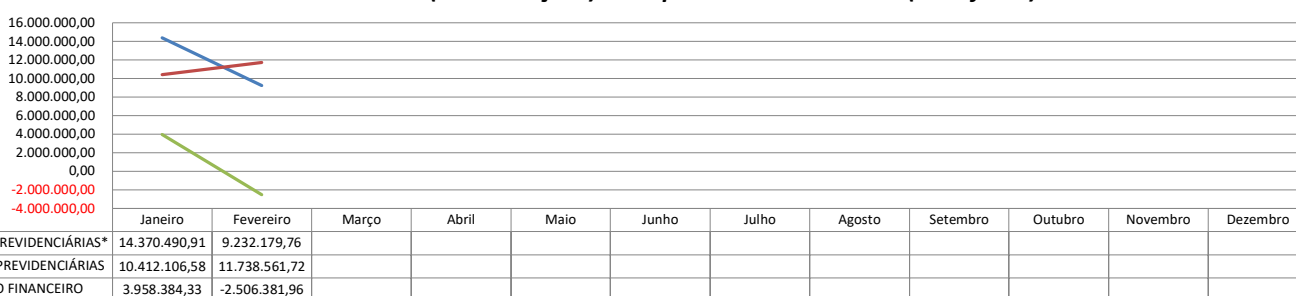 16.000.000,00
14.000.000,00
12.000.000,00
10.000.000,00
8.000.000,00
6.000.000,00
4.000.000,00
2.000.000,00
0,00
-2.000.000,00
-4.000.000,00
Janeiro Fevereiro Março Abril Maio Junho Julho Agosto Setembro Outubro Novembro Dezembro
REVIDENCIÁRIAS* 14.370.490,91 9.232.179,76
PREVIDENCIÁRIAS 10.412.106,58 11.738.561,72
O FINANCEIRO 3.958.384,33 -2.506.381,96